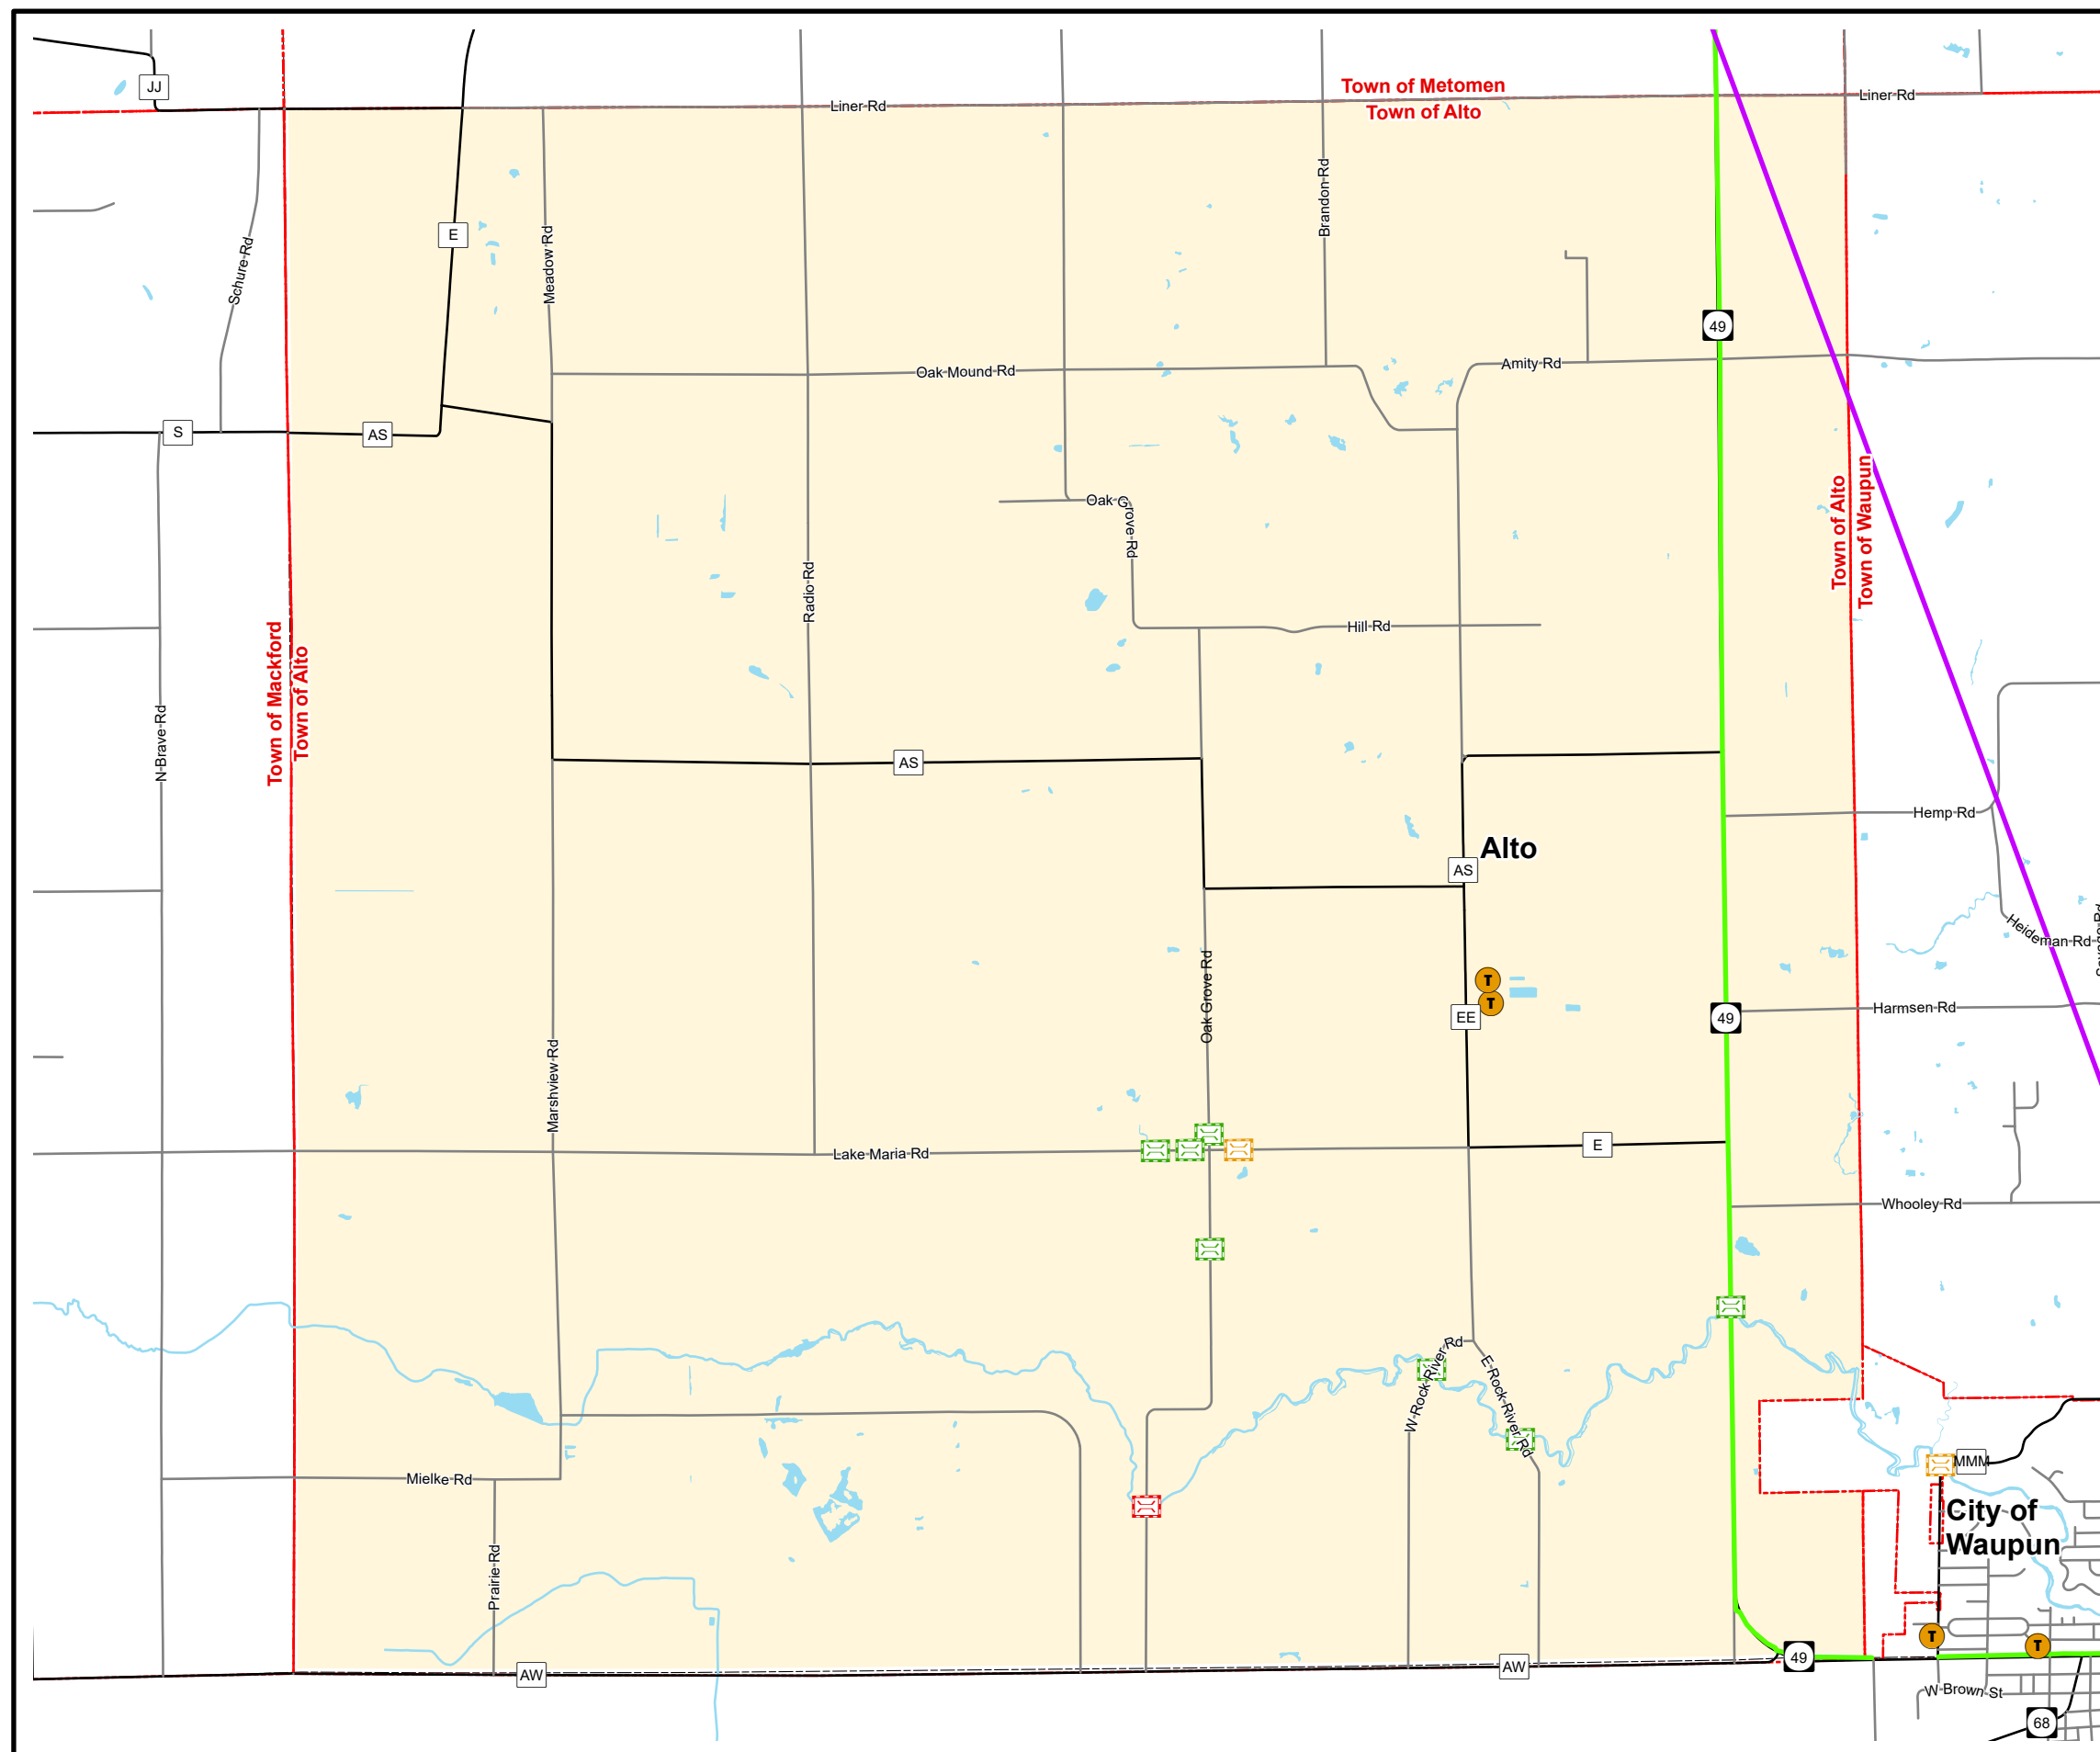 JJ
Town of Metomen
Liner Rd
Liner Rd
Town of Alto
Brandon Rd
E
Meadow Rd
Schure Rd
49
Oak Mound Rd
Amity Rd
S
AS
Oak Grove Rd
Town of Alto
Town of Waupun
Radio Rd
Hill Rd
Town of Mackford
Town of Alto
N Brave Rd
AS
Hemp Rd
Alto
AS
Heideman Rd
Oak Grove Rd
T
T
EE
49
Harmsen Rd
Marshview Rd
Lake Maria Rd
E
Whooley Rd
W Rock River Rd
E Rock River Rd
MMM
Mielke Rd
City of
Waupun
Prairie Rd
T
T
AW
AW
49
W Brown St
68